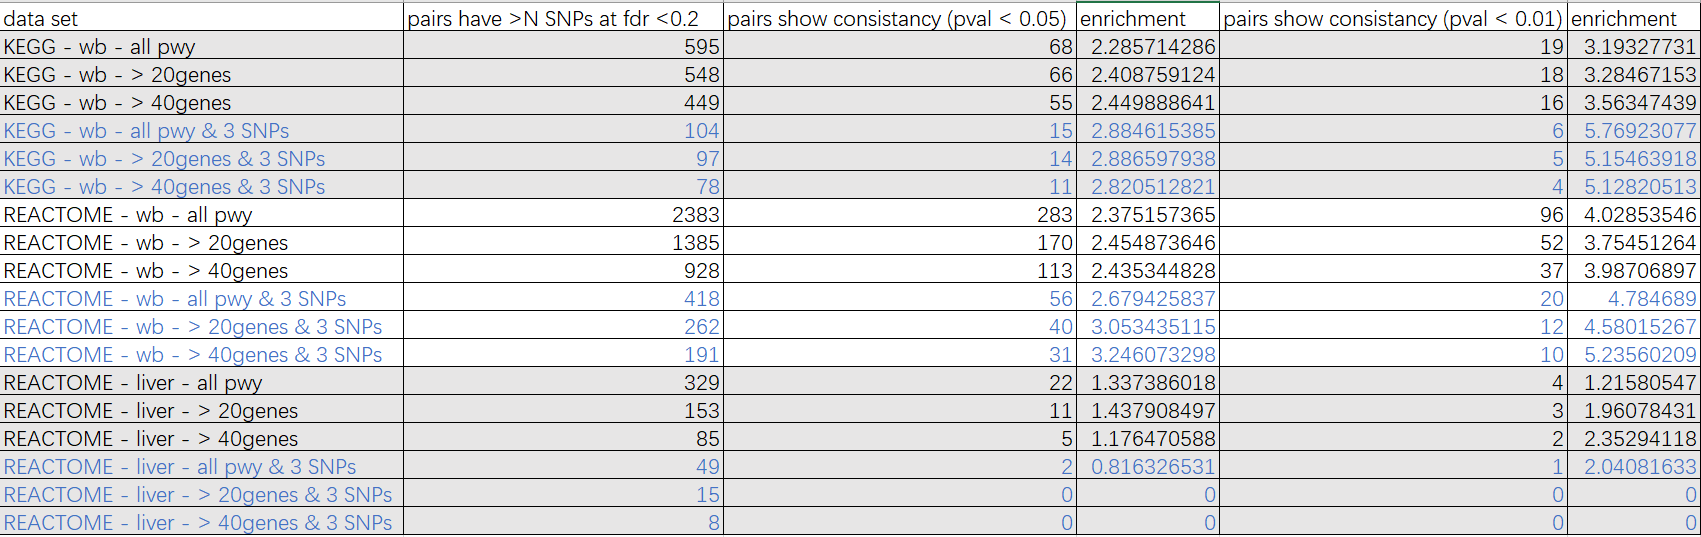 data set pairs have >N SNPs at fdr <0.2 pairs show consistancy (pval < 0.05) enrichment pairs show consistancy (pval < 0.01) enrichment
KEGG - wb - all pwy 595 68 2.285714286 19 3.19327731
KEGG - wb - > 20genes 548 66 2.408759124 18 3.28467153
KEGG - wb - > 40genes 449 55 2.449888641 16 3.56347439
KEGG - wb - all pwy & 3 SNPs 104 15 2.884615385 6 5.76923077
KEGG - wb - > 20genes & 3 SNPs 97 14 2.886597938 5 5.15463918
KEGG - wb - > 40genes & 3 SNPs 78 11 2.820512821 4 5.12820513
REACTOME - wb - all pwy 2383 283 2.375157365 96 4.02853546
REACTOME - wb - > 20genes 1385 170 2.454873646 52 3.75451264
REACTOME - wb - > 40genes 928 113 2.435344828 37 3.98706897
REACTOME - wb - all pwy & 3 SNPs 418 56 2.679425837 20 4.784689
REACTOME - wb - > 20genes & 3 SNPs 262 40 3.053435115 12 4.58015267
REACTOME - wb - > 40genes & 3 SNPs 191 31 3.246073298 10 5.23560209
REACTOME - liver - all pwy 329 22 1.337386018 4 1.21580547
REACTOME - liver - > 20genes 153 11 1.437908497 3 1.96078431
REACTOME - liver - > 40genes 85 5 1.176470588 2 2.35294118
REACTOME - liver - all pwy & 3 SNPs 49 2 0.816326531 1 2.04081633
REACTOME - liver - > 20genes & 3 SNPs 15 0 0 0 0
REACTOME - liver - > 40genes & 3 SNPs 8 0 0 0 0